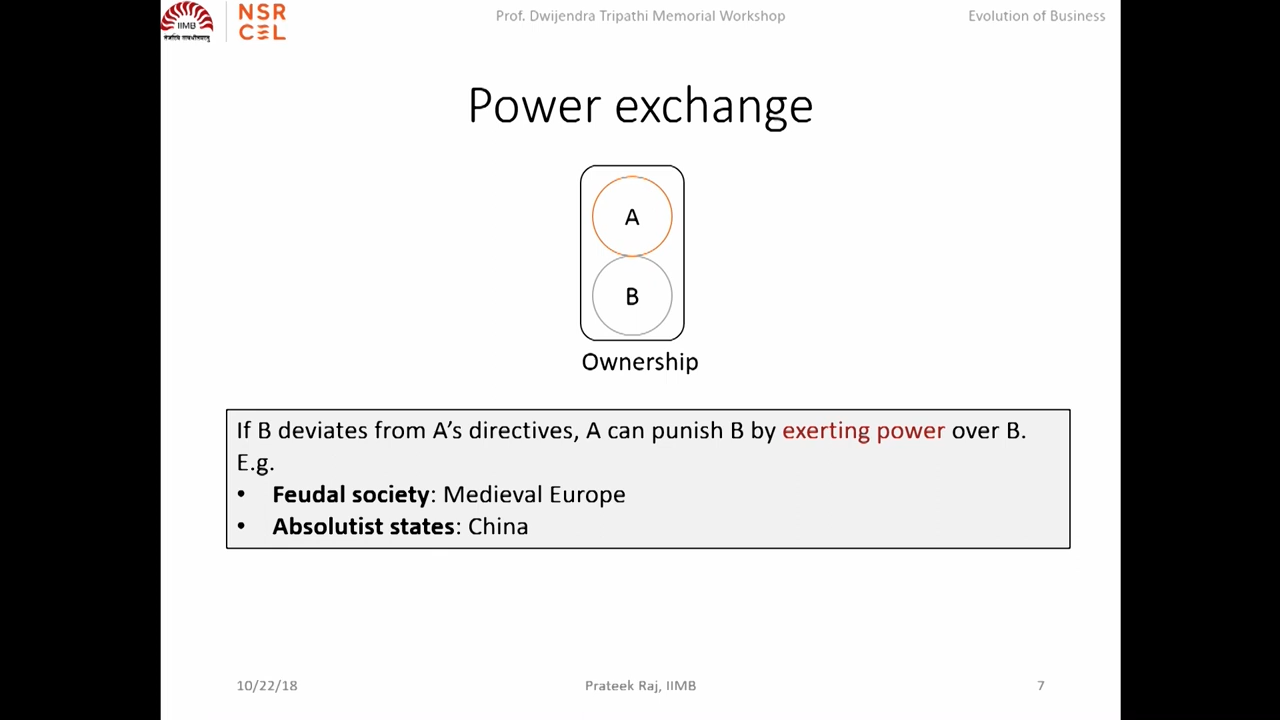 IIMB
NSR
CEL
Prof. Dwijendra Tripathi Memorial Workshop
Evolution of Business
Power exchange
A
B
Ownership
If B deviates from A’s directives, A can punish B by exerting power over B.
E.g.
• Feudal society: Medieval Europe
• Absolutist states: China
10/22/18
Prateek Raj, IIMB
7